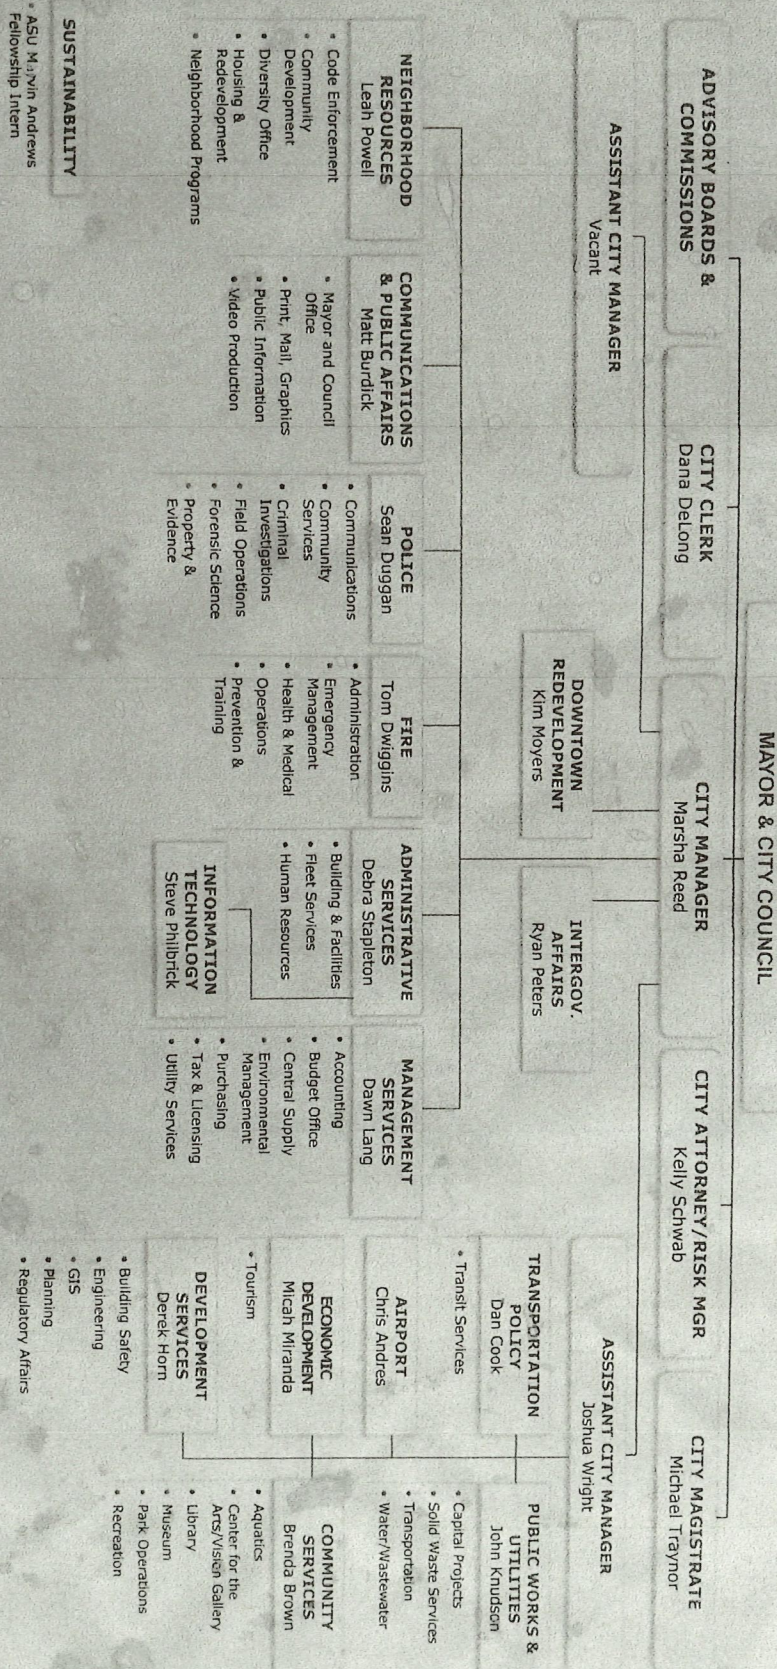 MAYOR & CITY COUNCIL
ADVISORY BOARDS &
COMMISSIONS
CITY CLERK
Dana DeLong
CITY MANAGER
Marsha Reed
CITY ATTORNEY/RISK MGR
Kelly Schwab
CITY MAGISTRATE
Michael Traynor
ASSISTANT CITY MANAGER
Vacant
DOWNTOWN
REDEVELOPMENT
Kim Moyers
INTERGOV.
AFFAIRS
Ryan Peters
ASSISTANT CITY MANAGER
Joshua Wright
NEIGHBORHOOD
RESOURCES
Leah Powell
• Code Enforcement
• Community
Development
• Diversity Office
• Housing &
Redevelopment
• Neighborhood Programs
COMMUNICATIONS
& PUBLIC AFFAIRS
Matt Burdick
• Mayor and Council
Office
• Print, Mail, Graphics
• Public Information
• Video Production
POLICE
Sean Duggan
• Communications
• Community
Services
• Criminal
Investigations
• Field Operations
• Forensic Science
• Property &
Evidence
FIRE
Tom Dwiggins
• Administration
• Emergency
Management
• Health & Medical
• Operations
• Prevention &
Training
ADMINISTRATIVE
SERVICES
Debra Stapleton
• Building & Facilities
• Fleet Services
• Human Resources
INFORMATION
TECHNOLOGY
Steve Philbrick
MANAGEMENT
SERVICES
Dawn Lang
• Accounting
• Budget Office
• Central Supply
• Environmental
Management
• Purchasing
• Tax & Licensing
• Utility Services
TRANSPORTATION
POLICY
Dan Cook
• Transit Services
PUBLIC WORKS &
UTILITIES
John Knudson
• Capital Projects
• Solid Waste Services
• Transportation
• Water/Wastewater
AIRPORT
Chris Andres
ECONOMIC
DEVELOPMENT
Micah Miranda
• Tourism
COMMUNITY
SERVICES
Brenda Brown
• Aquatics
• Center for the
Arts/Vision Gallery
• Library
• Museum
• Park Operations
• Recreation
DEVELOPMENT
SERVICES
Derek Horn
• Building Safety
• Engineering
• GIS
• Planning
• Regulatory Affairs
SUSTAINABILITY
• ASU Marvin Andrews
Fellowship Intern